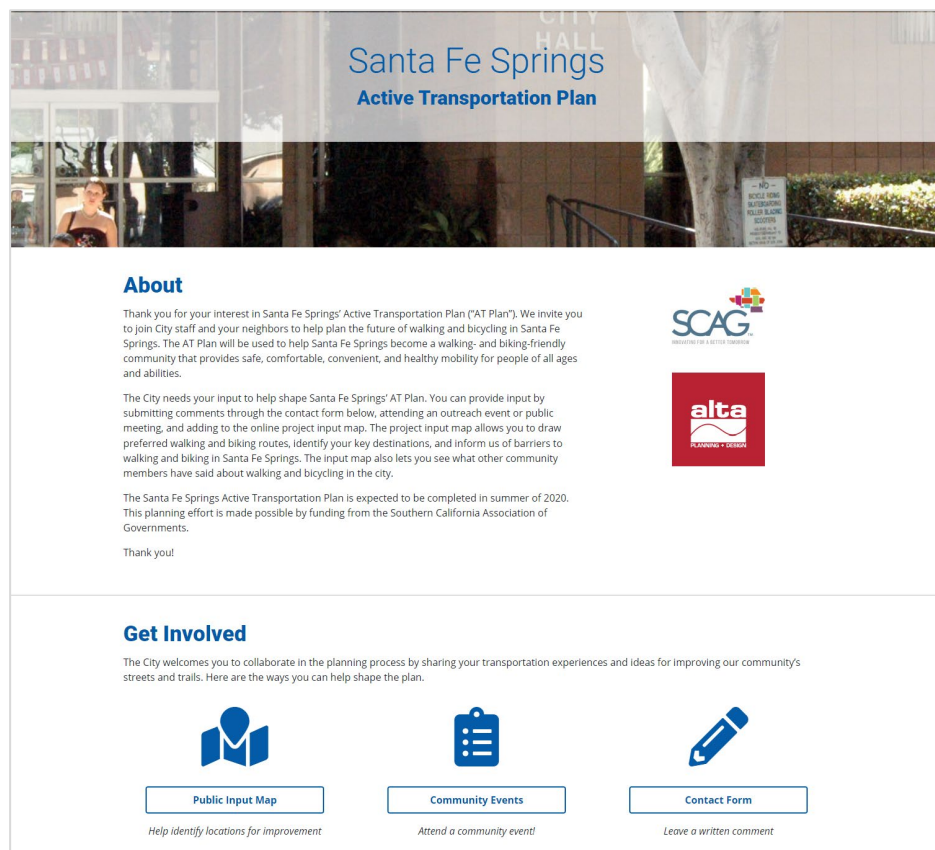 CITY
HALL
Santa Fe Springs
Active Transportation Plan
NO
BICYCLE RIDING
SKATEBOARDING
ROLLER BLADING
SCOOTERS
About
Thank you for your interest in Santa Fe Springs' Active Transportation Plan ("AT Plan"). We invite you
to join City staff and your neighbors to help plan the future of walking and bicycling in Santa Fe
Springs. The AT Plan will be used to help Santa Fe Springs become a walking- and biking-friendly
community that provides safe, comfortable, convenient, and healthy mobility for people of all ages
and abilities.
The City needs your input to help shape Santa Fe Springs' AT Plan. You can provide input by
submitting comments through the contact form below, attending an outreach event or public
meeting, and adding to the online project input map. The project input map allows you to draw
preferred walking and biking routes, identify your key destinations, and inform us of barriers to
walking and biking in Santa Fe Springs. The input map also lets you see what other community
members have said about walking and bicycling in the city.
The Santa Fe Springs Active Transportation Plan is expected to be completed in summer of 2020.
This planning effort is made possible by funding from the Southern California Association of
Governments.
Thank you!
SCAG
INNOVATING FOR A BETTER TOMORROW
alta
PLANNING + DESIGN
Get Involved
The City welcomes you to collaborate in the planning process by sharing your transportation experiences and ideas for improving our community's
streets and trails. Here are the ways you can help shape the plan.
Public Input Map
Community Events
Contact Form
Help identify locations for improvement
Attend a community event!
Leave a written comment